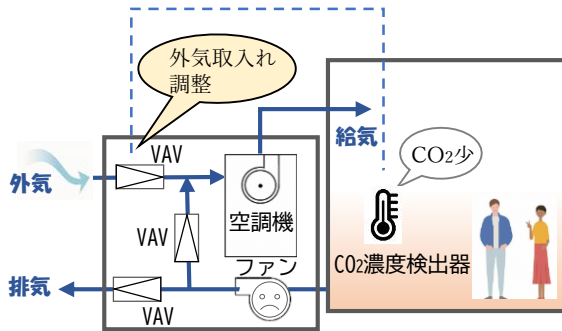 外気取入れ
調整
VAV
給気
CO2少
外気
空調機
VAV
ファン
CO2濃度検出器
排気
VAV